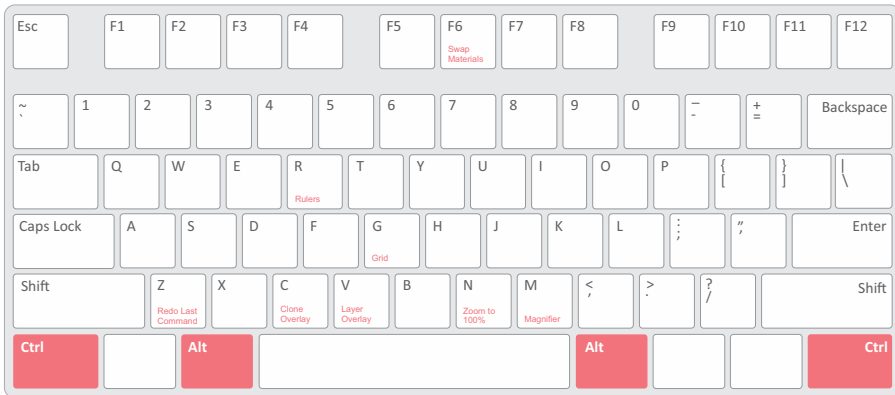 Esc F1 F2 F3 F4 F5 F6 F7 F8 F9 F10 F11 F12
Swap
Materials
~ 1 2 3 4 5 6 7 8 9 0 _ + Backspace
` - =
Tab Q W E R T Y U I O P { } |
[ ] \
Rulers
Caps Lock A S D F G H J K L : " Enter
; ,
Grid
Shift Z X C V B N M < > ? Shift
, . /
Redo Last Clone Layer Zoom to
Command Overlay Overlay 100% Magnifier
Ctrl Alt Alt Ctrl